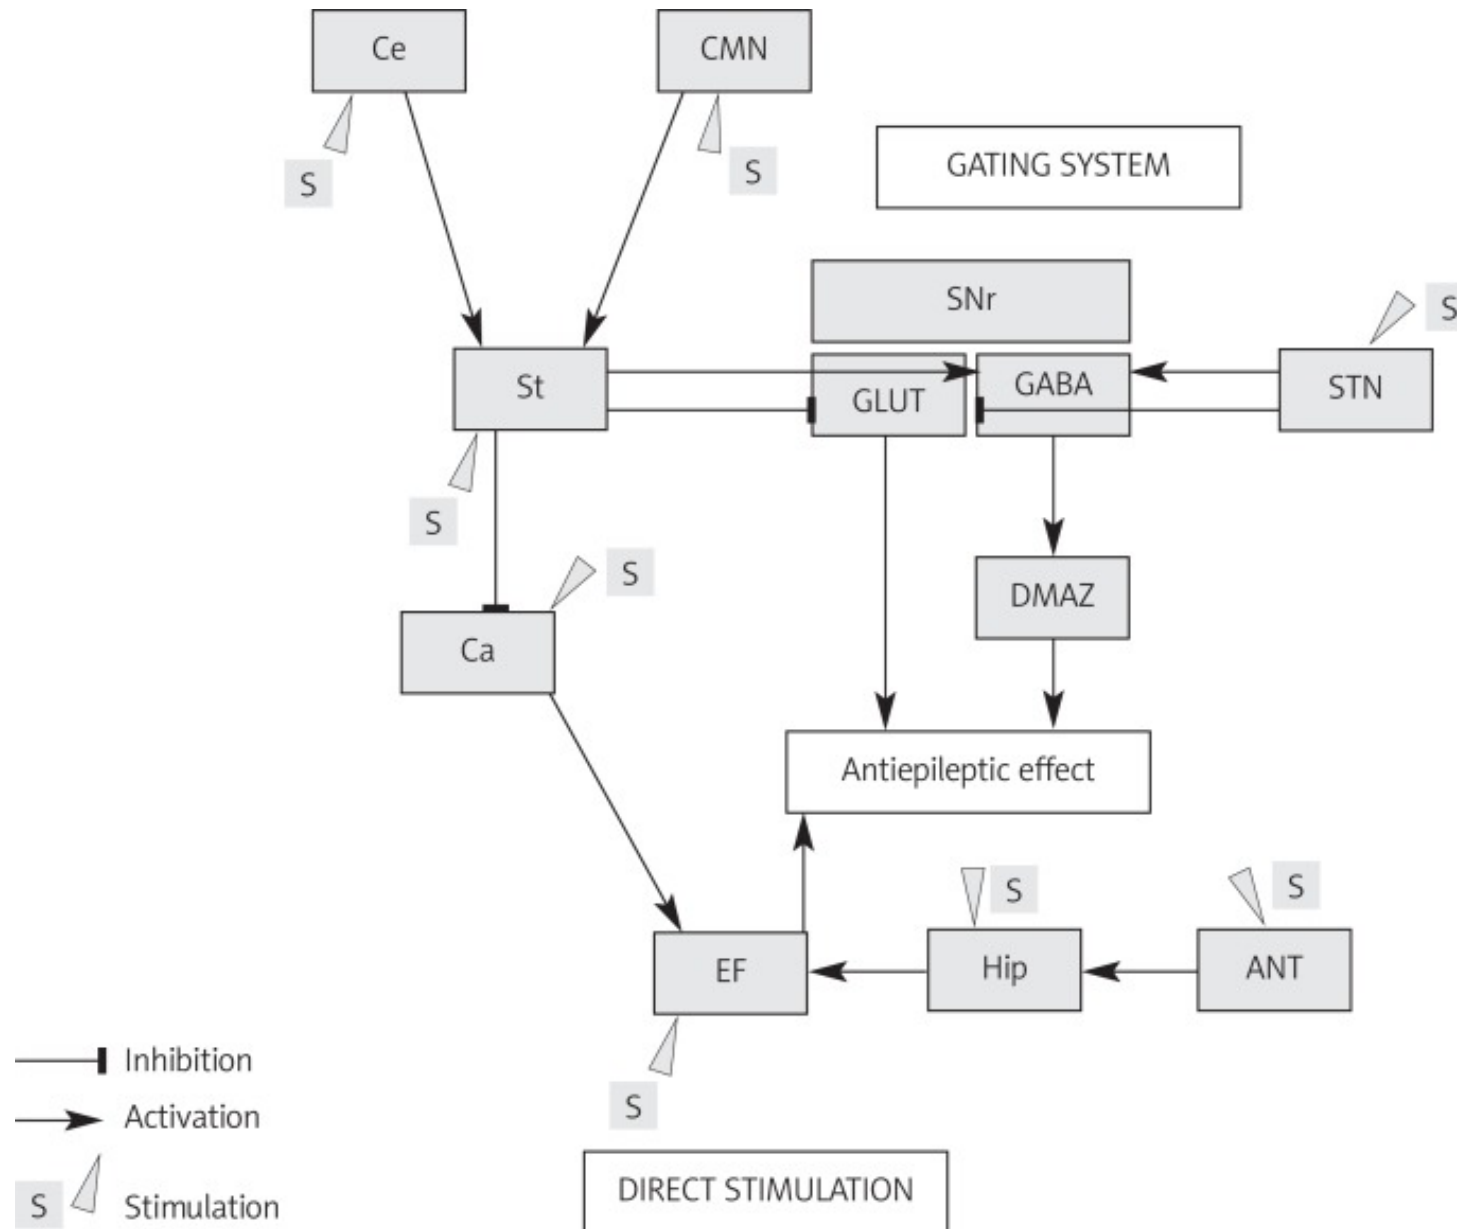 Ce
CMN
S
S
GATING SYSTEM
SNr
S
St
GLUT
GABA
STN
S
S
DMAZ
Ca
Antiepileptic effect
S
S
EF
Hip
ANT
Inhibition
S
Activation
S
Stimulation
DIRECT STIMULATION